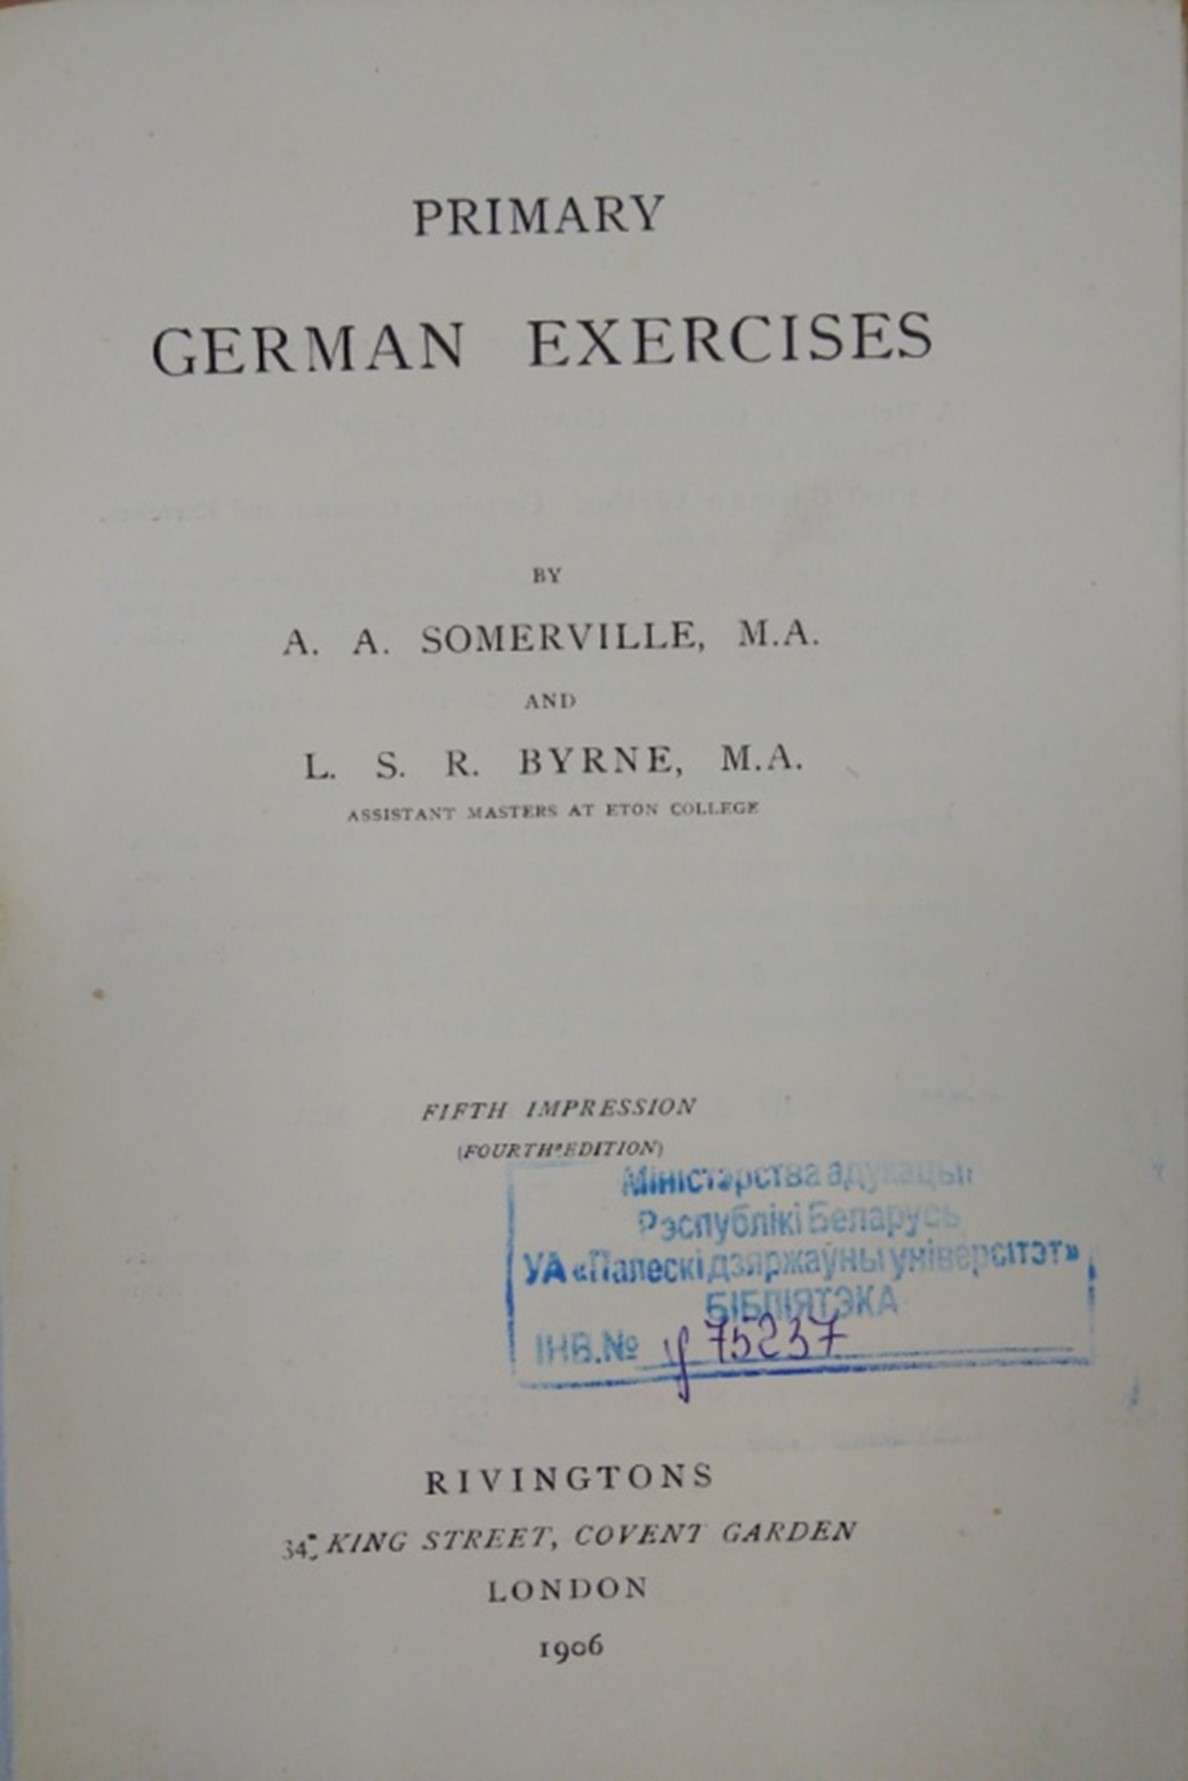 PRIMARY
GERMAN EXERCISES
BY
A. A. SOMERVILLE, M.A.
AND
L. S. R. BYRNE, M.A.
ASSISTANT MASTERS AT ETON COLLEGE
FIFTH IMPRESSION
(FOURTH EDITION)
Міністэрства адукацыі
Рэспублікі Беларусь
УА «Палескі дзяржаўны універсітэт»
БІБЛІЯТЭКА
ІНВ.№ у 75237
RIVINGTONS
34, KING STREET, COVENT GARDEN
LONDON
1906